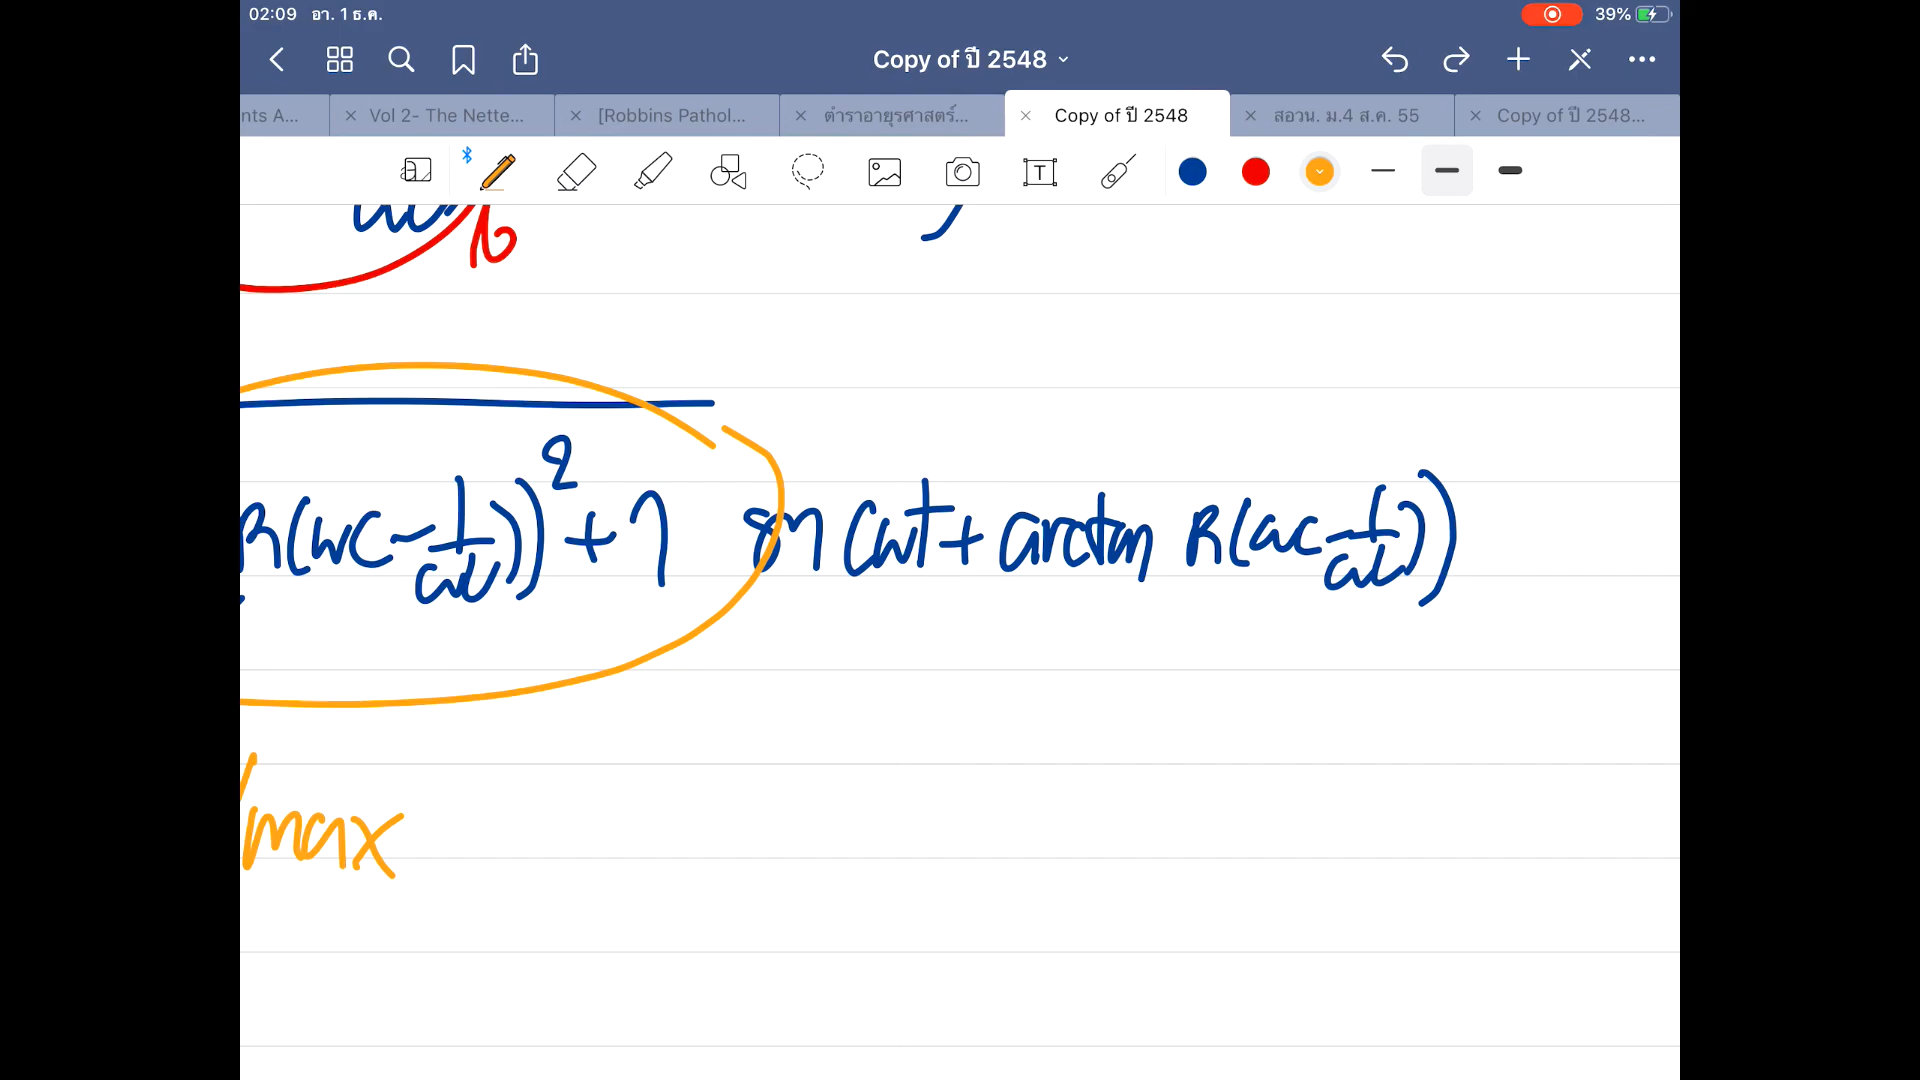 02:09 อา. 1 ธ.ค.
39%
Copy of ปี 2548
nts A...
Vol 2- The Nette...
[Robbins Pathol...
ตำราอายุรศาสตร์...
Copy of ปี 2548
สอวน. ม.4 ส.ค. 55
Copy of ปี 2548...
T
R(ωC-1/ωL))²+1 sin(ωt+arctan R(ωC-1/ωL))
max